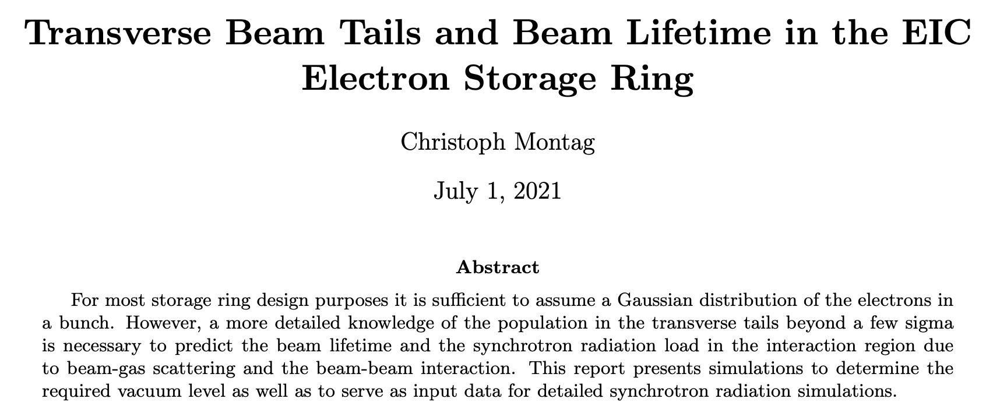 Transverse Beam Tails and Beam Lifetime in the EIC
Electron Storage Ring
Christoph Montag
July 1, 2021
Abstract
For most storage ring design purposes it is sufficient to assume a Gaussian distribution of the electrons in
a bunch. However, a more detailed knowledge of the population in the transverse tails beyond a few sigma
is necessary to predict the beam lifetime and the synchrotron radiation load in the interaction region due
to beam-gas scattering and the beam-beam interaction. This report presents simulations to determine the
required vacuum level as well as to serve as input data for detailed synchrotron radiation simulations.